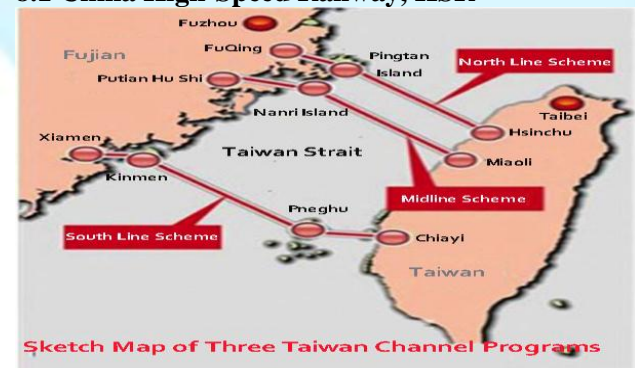 Fuzhou
Fujian
FuQing
Pingtan
Island
North Line Scheme
Putian Hu Shi
Nanri Island
Taibei
Hsinchu
Xiamen
Taiwan Strait
Miaoli
Kinmen
Midline Scheme
Pneghu
South Line Scheme
Chiayi
Taiwan
Sketch Map of Three Taiwan Channel Programs